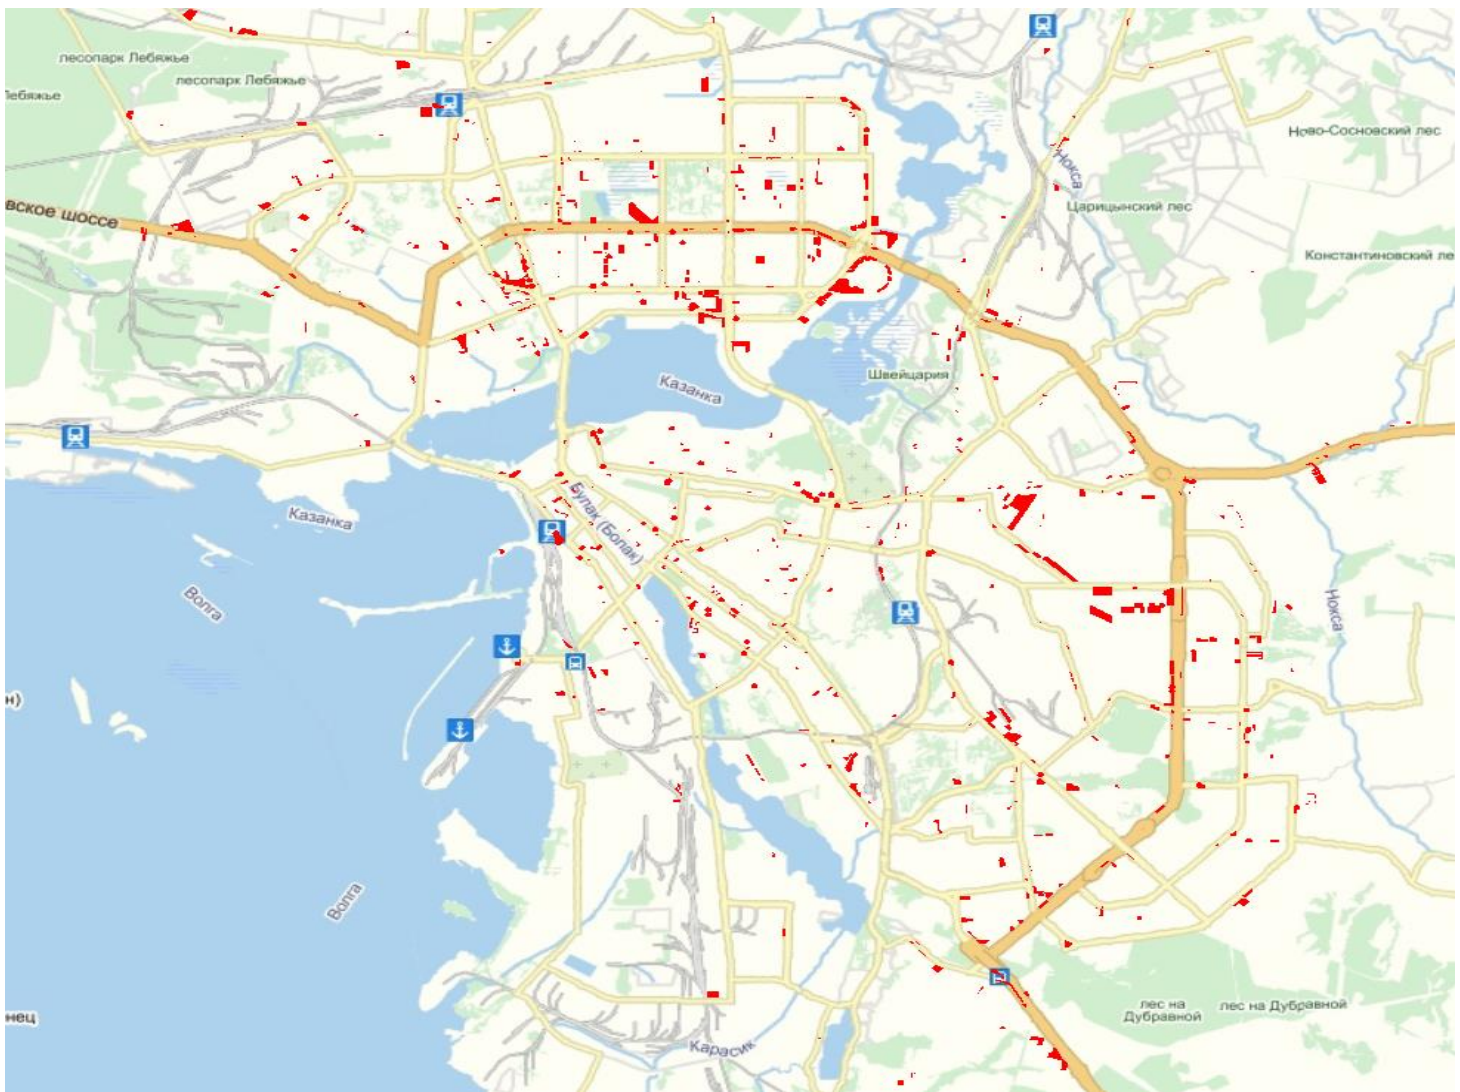 лесопарк Лебяжье
лесопарк Лебяжье
Лебяжье
Ново-Сосновский лес
Нокса
Царицынский лес
вское шоссе
Константиновский ле
Швейцария
Казанка
Казанка
Булак (Болак)
Волга
Нокса
н)
Волга
лес на
Дубравной
лес на Дубравной
нец
Карасик